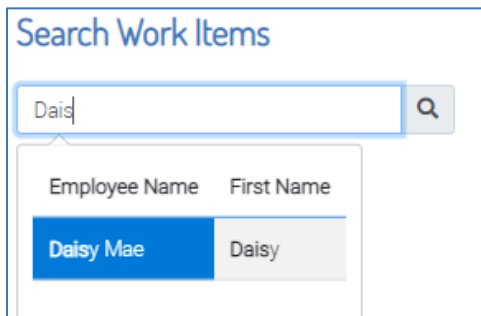 Search Work Items
Dais
Employee Name First Name
Daisy Mae Daisy